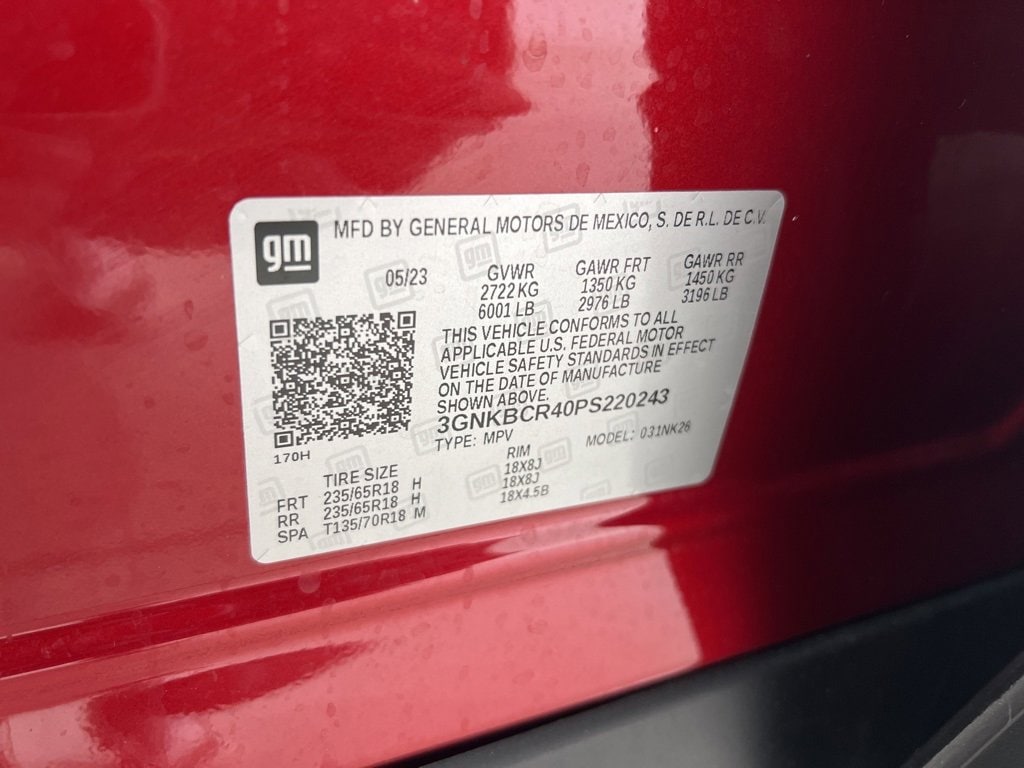 gm
MFD BY GENERAL MOTORS DE MEXICO, S. DE R.L. DE C.V.
05/23 GVWR GAWR FRT GAWR RR
2722 KG 1350 KG 1450 KG
6001 LB 2976 LB 3196 LB
THIS VEHICLE CONFORMS TO ALL
APPLICABLE U.S. FEDERAL MOTOR
VEHICLE SAFETY STANDARDS IN EFFECT
ON THE DATE OF MANUFACTURE
SHOWN ABOVE.
3GNKBCR40PS220243
TYPE: MPV MODEL: 031NK26
170H
TIRE SIZE RIM
FRT 235/65R18 H 18X8J
RR 235/65R18 H 18X8J
SPA T135/70R18 M 18X4.5B